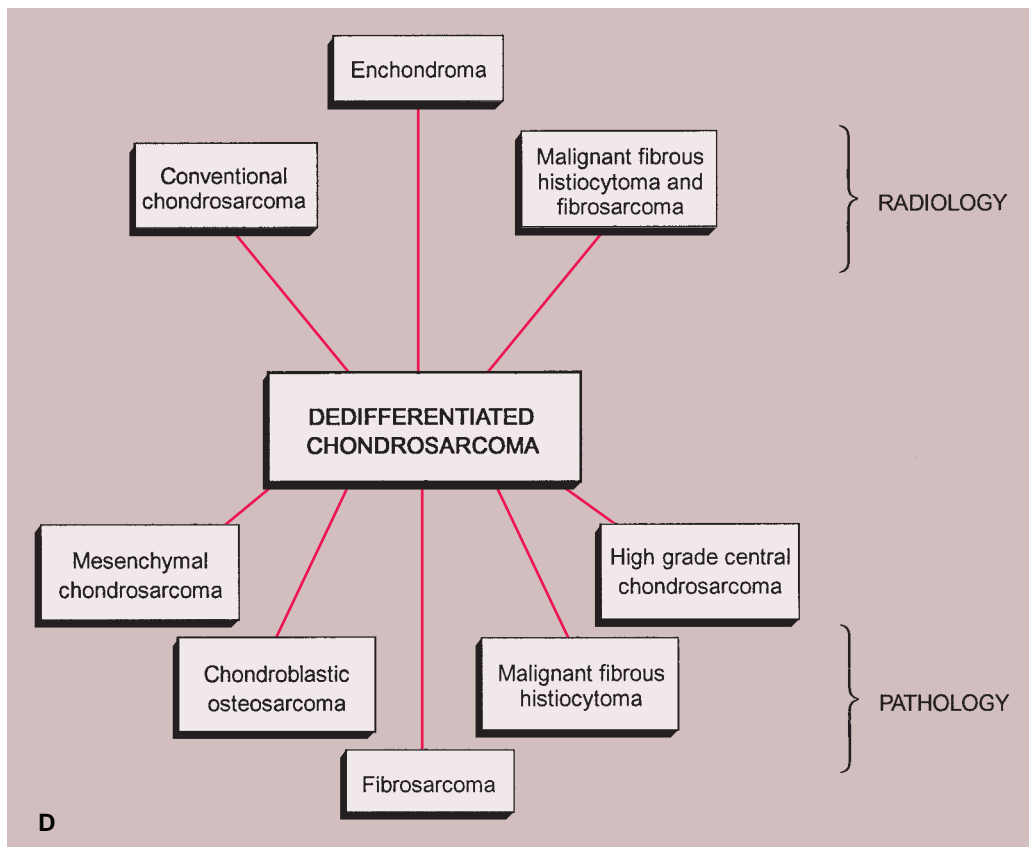 Enchondroma
Conventional
chondrosarcoma
Malignant fibrous
histiocytoma and
fibrosarcoma
RADIOLOGY
DEDIFFERENTIATED
CHONDROSARCOMA
Mesenchymal
chondrosarcoma
High grade central
chondrosarcoma
Chondroblastic
osteosarcoma
Malignant fibrous
histiocytoma
PATHOLOGY
Fibrosarcoma
D